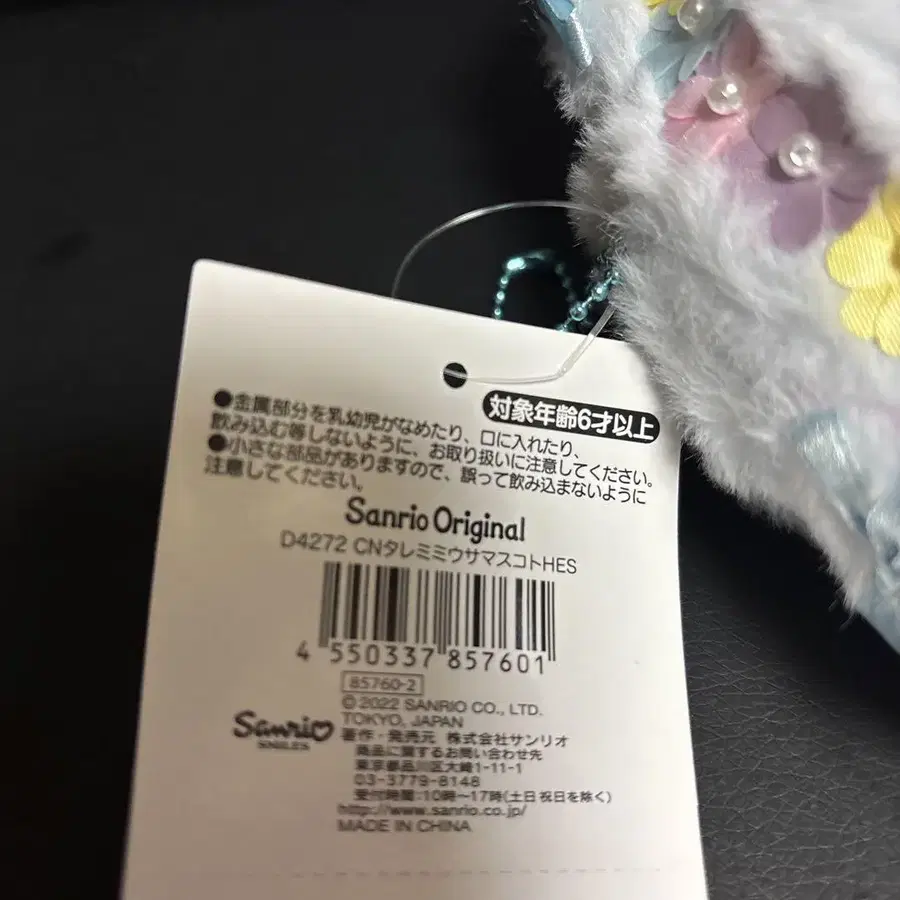 対象年齢6才以上
●金属部分を乳幼児がなめたり、口に入れたり、
飲み込む等しないように、お取り扱いに注意してください。
●小さな部品がありますので、誤って飲み込まないように
注意してください。
Sanrio Original
D4272 CNタレミミウサマスコトHES
4 550337 857601
85760-2
© 2022 SANRIO CO., LTD.
TOKYO, JAPAN
Sanrio
SMILES
著作・発売元 株式会社サンリオ
商品に関するお問い合わせ先
東京都品川区大崎1-11-1
03-3779-8148
受付時間:10時〜17時(土日祝日を除く)
http://www.sanrio.co.jp/
MADE IN CHINA